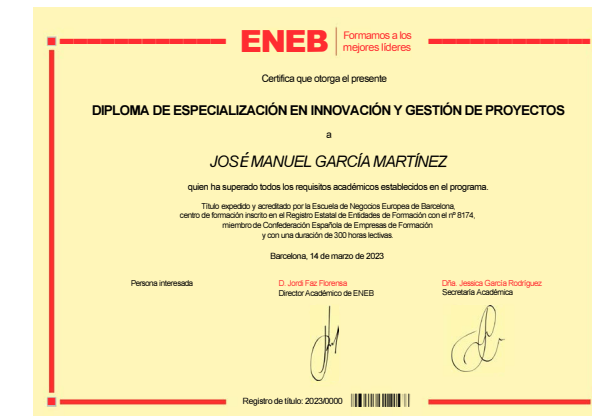 ENEB
Formamos a los
mejores líderes
Certifica que otorga el presente
DIPLOMA DE ESPECIALIZACIÓN EN INNOVACIÓN Y GESTIÓN DE PROYECTOS
a
JOSÉ MANUEL GARCÍA MARTÍNEZ
quien ha superado todos los requisitos académicos establecidos en el programa.
Título expedido y acreditado por la Escuela de Negocios Europea de Barcelona,
centro de formación inscrito en el Registro Estatal de Entidades de Formación con el nº 8174,
miembro de Confederación Española de Empresas de Formación
y con una duración de 300 horas lectivas.
Barcelona, 14 de marzo de 2023
Persona interesada
D. Jordi Faz Florensa
Director Académico de ENEB
Dña. Jessica García Rodríguez
Secretaría Académica
Registro de título: 2023/0000